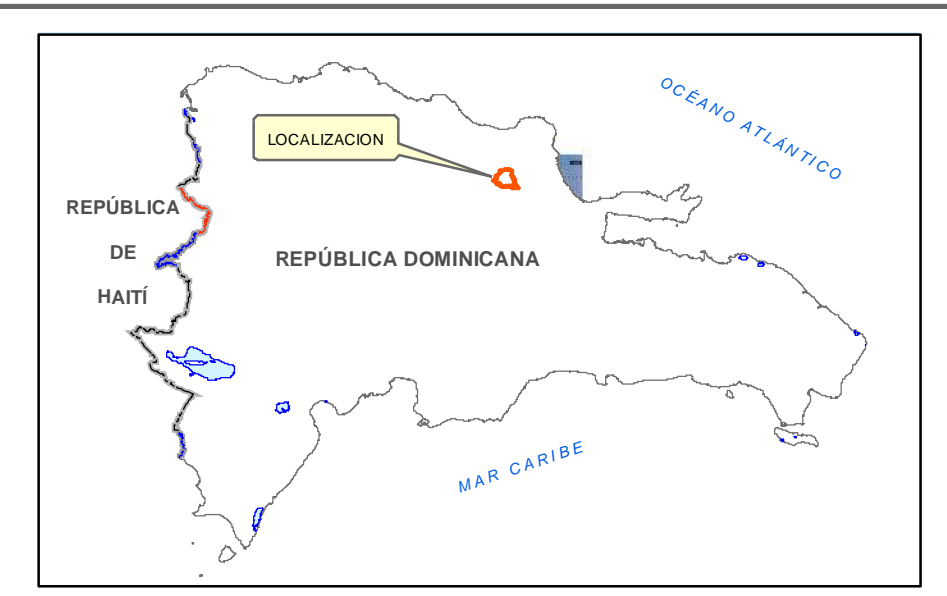 OCÉANO ATLÁNTICO
LOCALIZACION
REPÚBLICA
DE
HAITÍ
REPÚBLICA DOMINICANA
MAR CARIBE